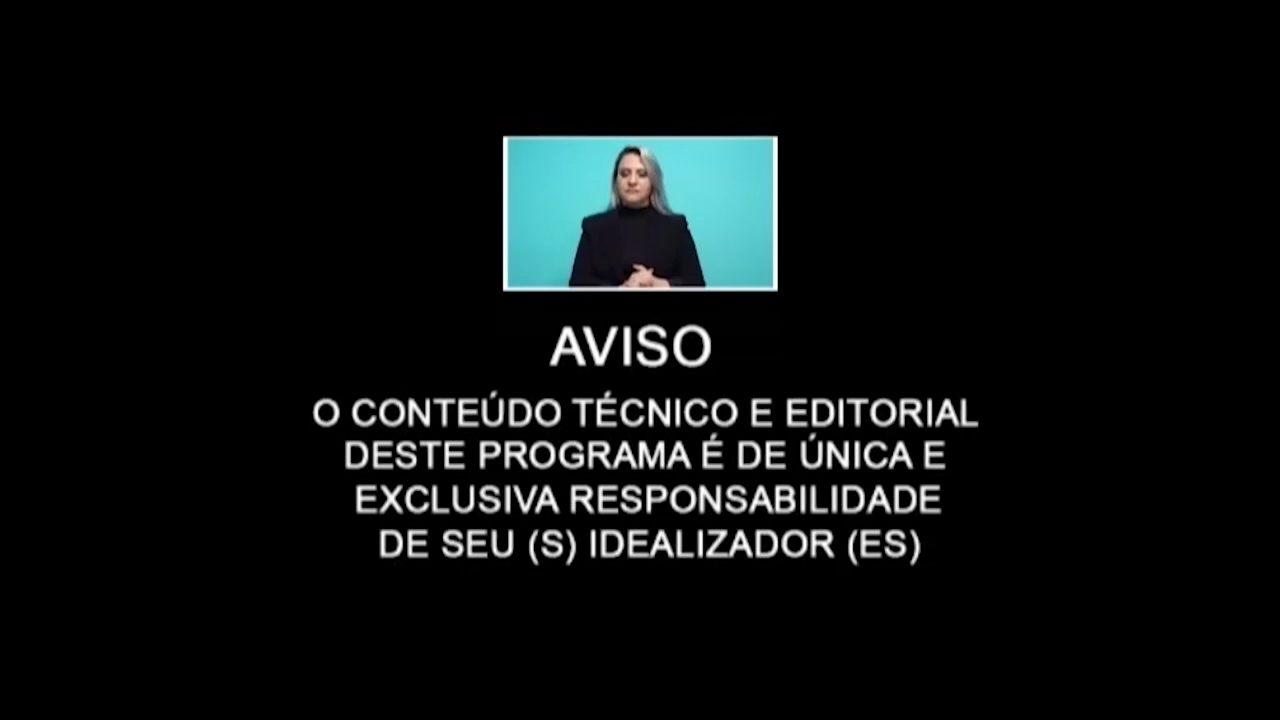 AVISO
O CONTEÚDO TÉCNICO E EDITORIAL
DESTE PROGRAMA É DE ÚNICA E
EXCLUSIVA RESPONSABILIDADE
DE SEU (S) IDEALIZADOR (ES)